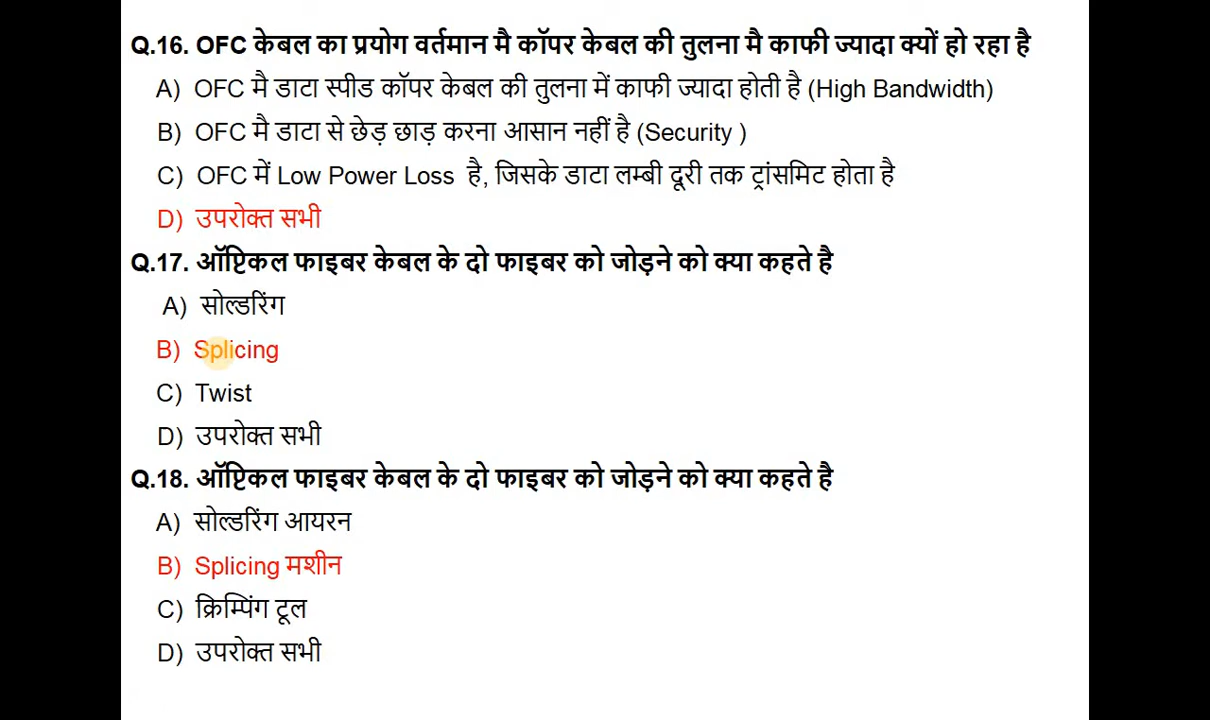 Q.16. OFC केबल का प्रयोग वर्तमान मै कॉपर केबल की तुलना मै काफी ज्यादा क्यों हो रहा है
A) OFC मै डाटा स्पीड कॉपर केबल की तुलना में काफी ज्यादा होती है (High Bandwidth)
B) OFC मै डाटा से छेड़ छाड़ करना आसान नहीं है (Security )
C) OFC में Low Power Loss है, जिसके डाटा लम्बी दूरी तक ट्रांसमिट होता है
D) उपरोक्त सभी
Q.17. ऑप्टिकल फाइबर केबल के दो फाइबर को जोड़ने को क्या कहते है
A) सोल्डरिंग
B) Splicing
C) Twist
D) उपरोक्त सभी
Q.18. ऑप्टिकल फाइबर केबल के दो फाइबर को जोड़ने को क्या कहते है
A) सोल्डरिंग आयरन
B) Splicing मशीन
C) क्रिम्पिंग टूल
D) उपरोक्त सभी